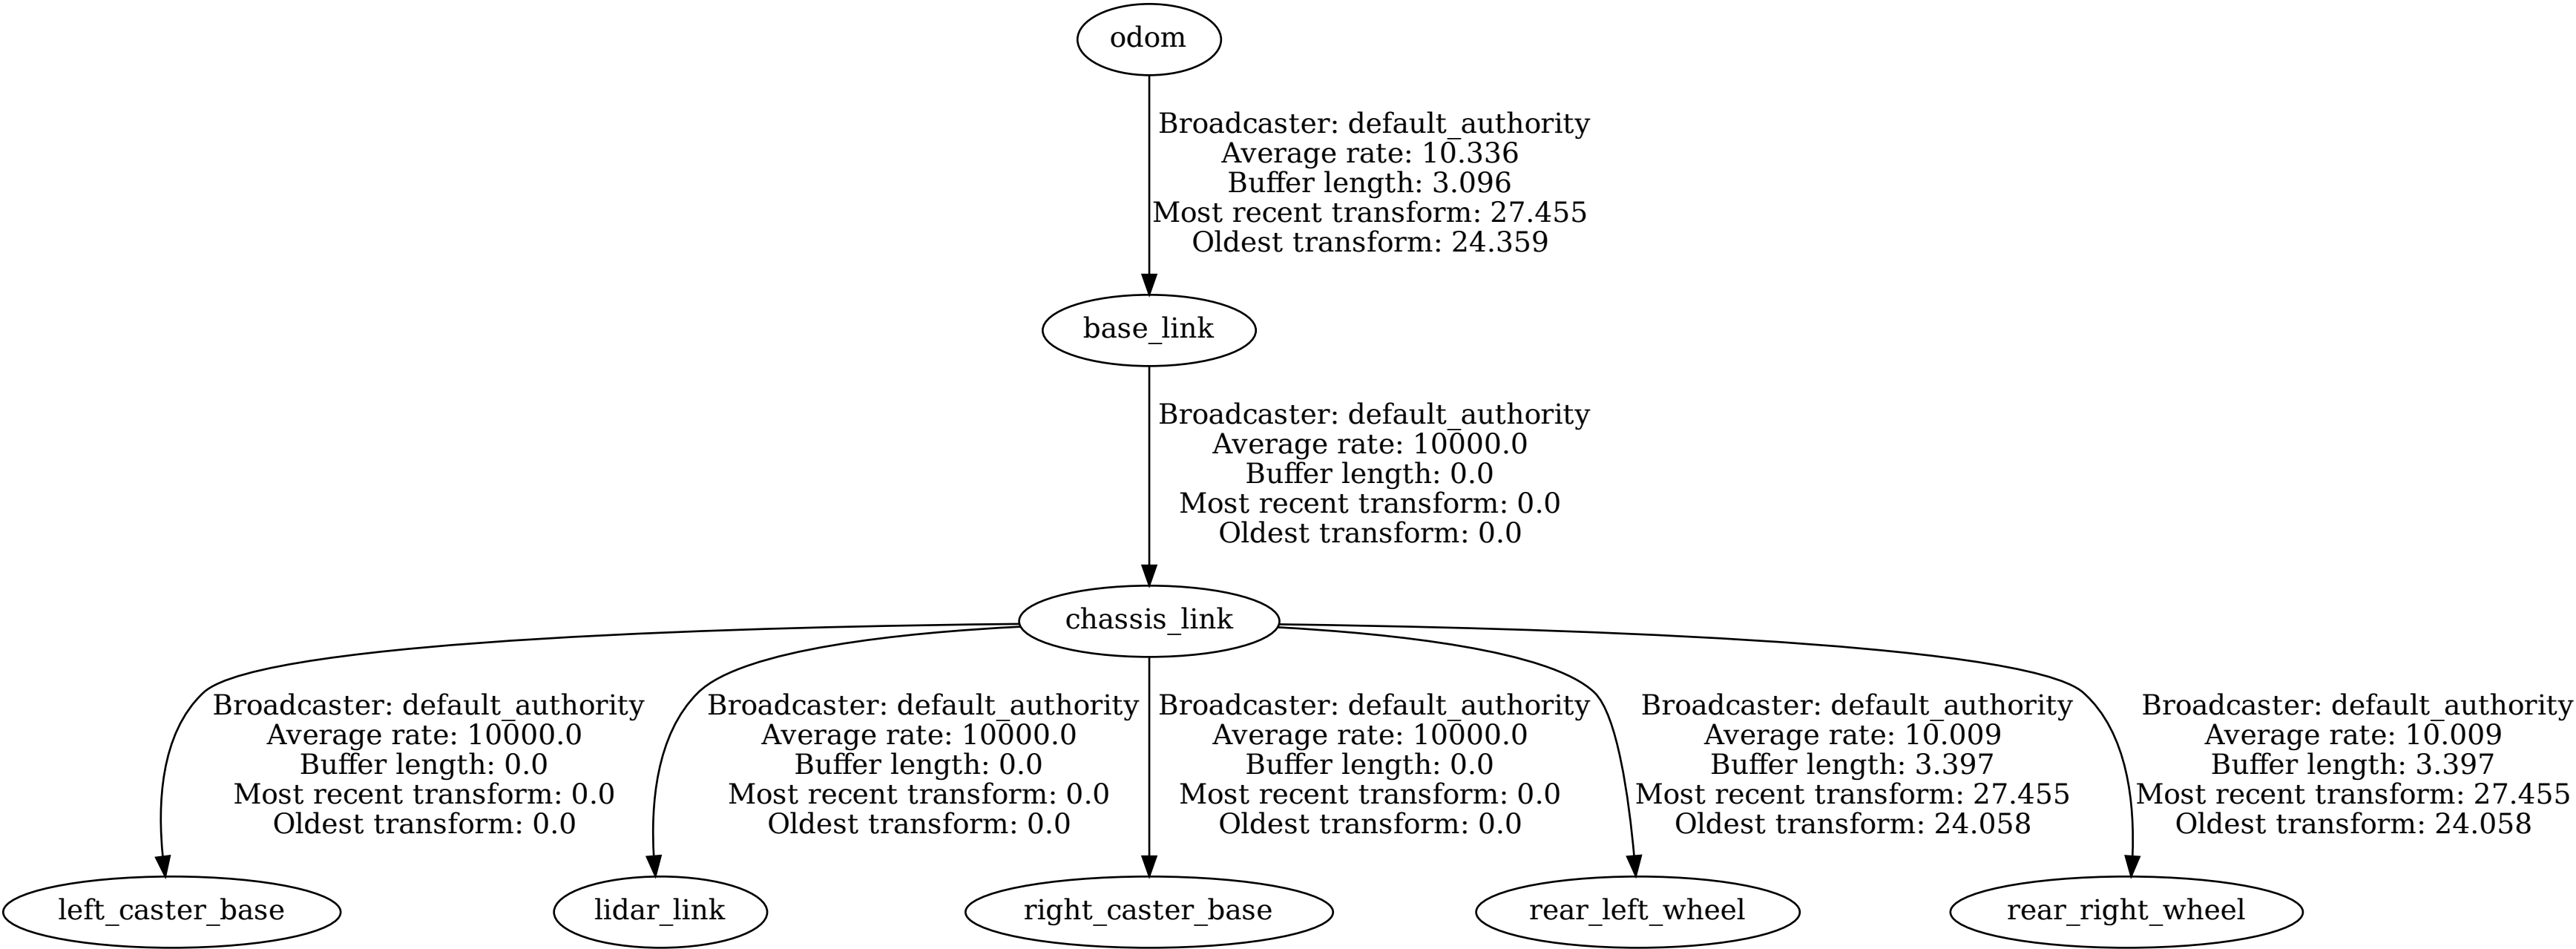 odom
Broadcaster: default_authority
Average rate: 10.336
Buffer length: 3.096
Most recent transform: 27.455
Oldest transform: 24.359
base_link
Broadcaster: default_authority
Average rate: 10000.0
Buffer length: 0.0
Most recent transform: 0.0
Oldest transform: 0.0
chassis_link
Broadcaster: default_authority
Average rate: 10000.0
Buffer length: 0.0
Most recent transform: 0.0
Oldest transform: 0.0
Broadcaster: default_authority
Average rate: 10000.0
Buffer length: 0.0
Most recent transform: 0.0
Oldest transform: 0.0
Broadcaster: default_authority
Average rate: 10000.0
Buffer length: 0.0
Most recent transform: 0.0
Oldest transform: 0.0
Broadcaster: default_authority
Average rate: 10.009
Buffer length: 3.397
Most recent transform: 27.455
Oldest transform: 24.058
Broadcaster: default_authority
Average rate: 10.009
Buffer length: 3.397
Most recent transform: 27.455
Oldest transform: 24.058
left_caster_base
lidar_link
right_caster_base
rear_left_wheel
rear_right_wheel